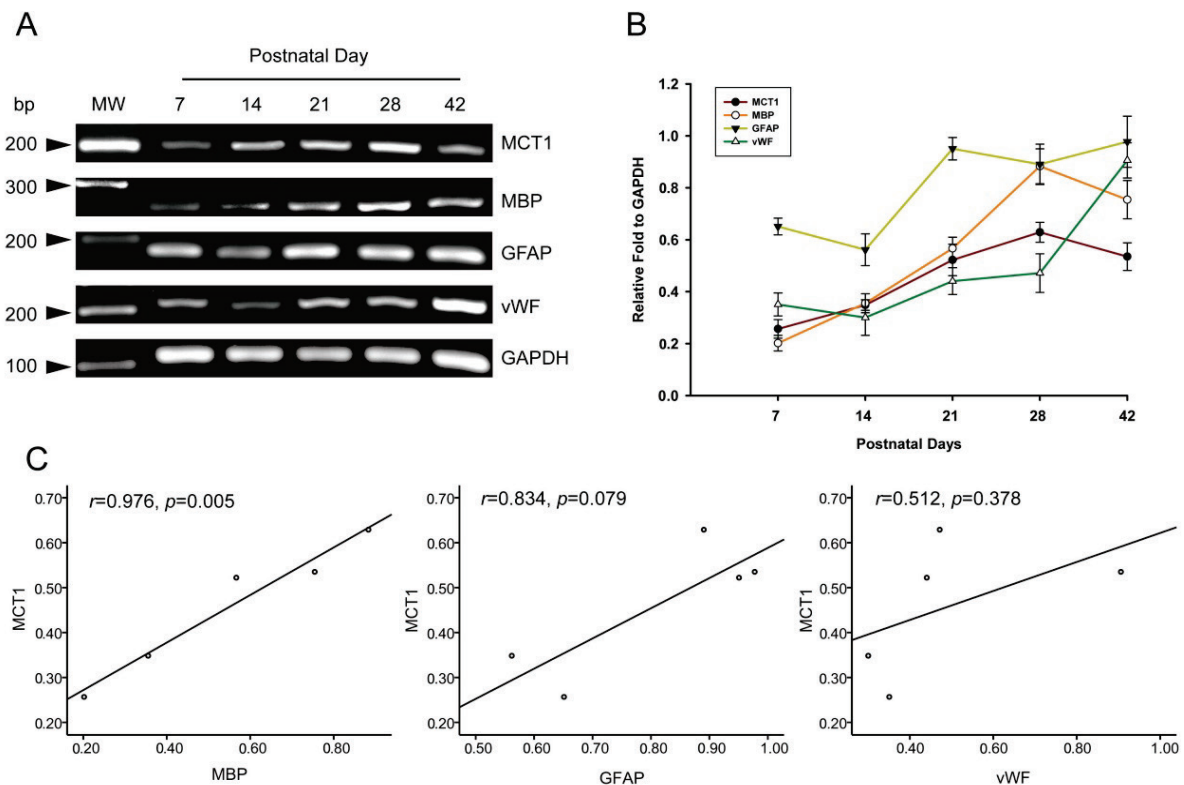 A
Postnatal Day
bp MW 7 14 21 28 42
200 MCT1
300 MBP
200 GFAP
200 vWF
100 GAPDH
B
1.2
1.0
0.8
0.6
0.4
0.2
0.0
Relative Fold to GAPDH
MCT1
MBP
GFAP
vWF
7 14 21 28 42
Postnatal Days
C
r=0.976, p=0.005
0.70
0.60
0.50
0.40
0.30
0.20
MCT1
0.20 0.40 0.60 0.80
MBP
r=0.834, p=0.079
0.70
0.60
0.50
0.40
0.30
0.20
MCT1
0.50 0.60 0.70 0.80 0.90 1.00
GFAP
r=0.512, p=0.378
0.70
0.60
0.50
0.40
0.30
0.20
MCT1
0.40 0.60 0.80 1.00
vWF